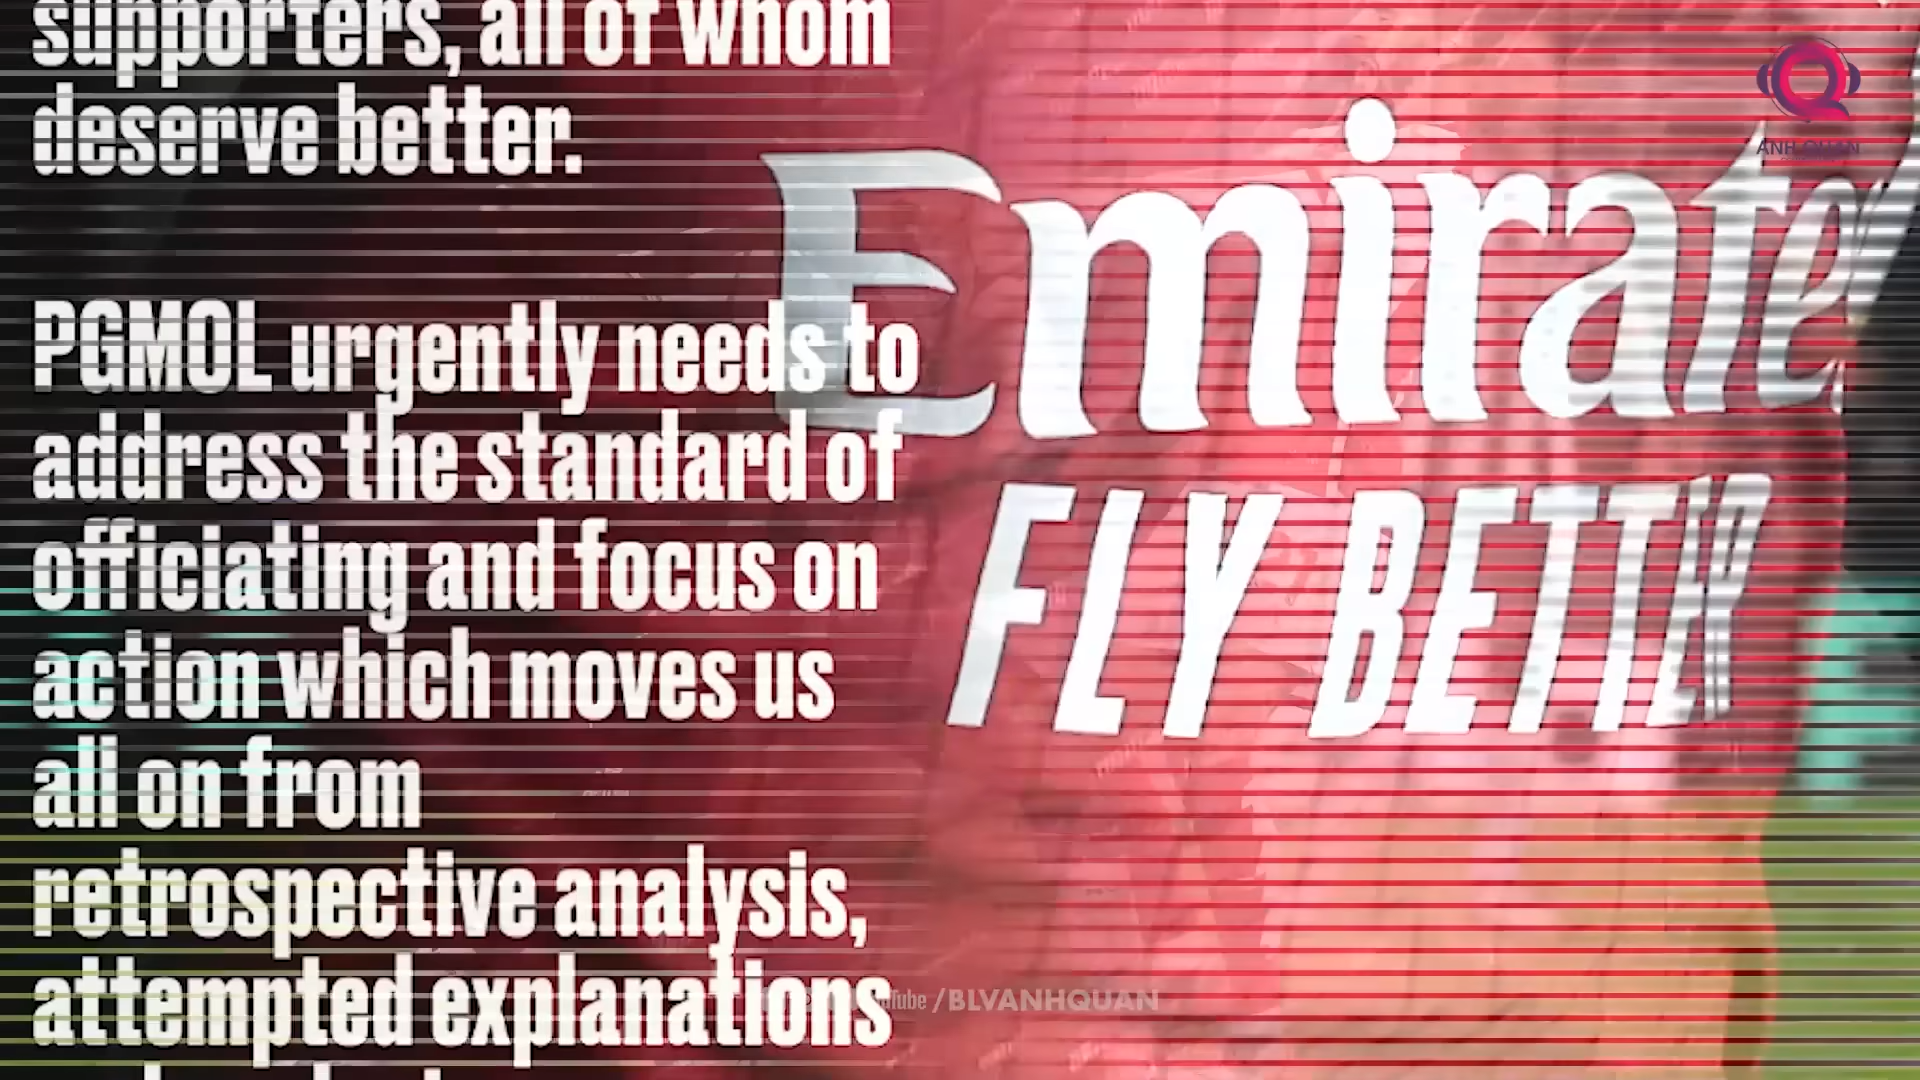 supporters, all of whom
deserve better.
PGMOL urgently needs to
address the standard of
officiating and focus on
action which moves us
all on from
retrospective analysis,
attempted explanations
Emirates
FLY BETTER
ANH QUAN
/BLVANHQUAN